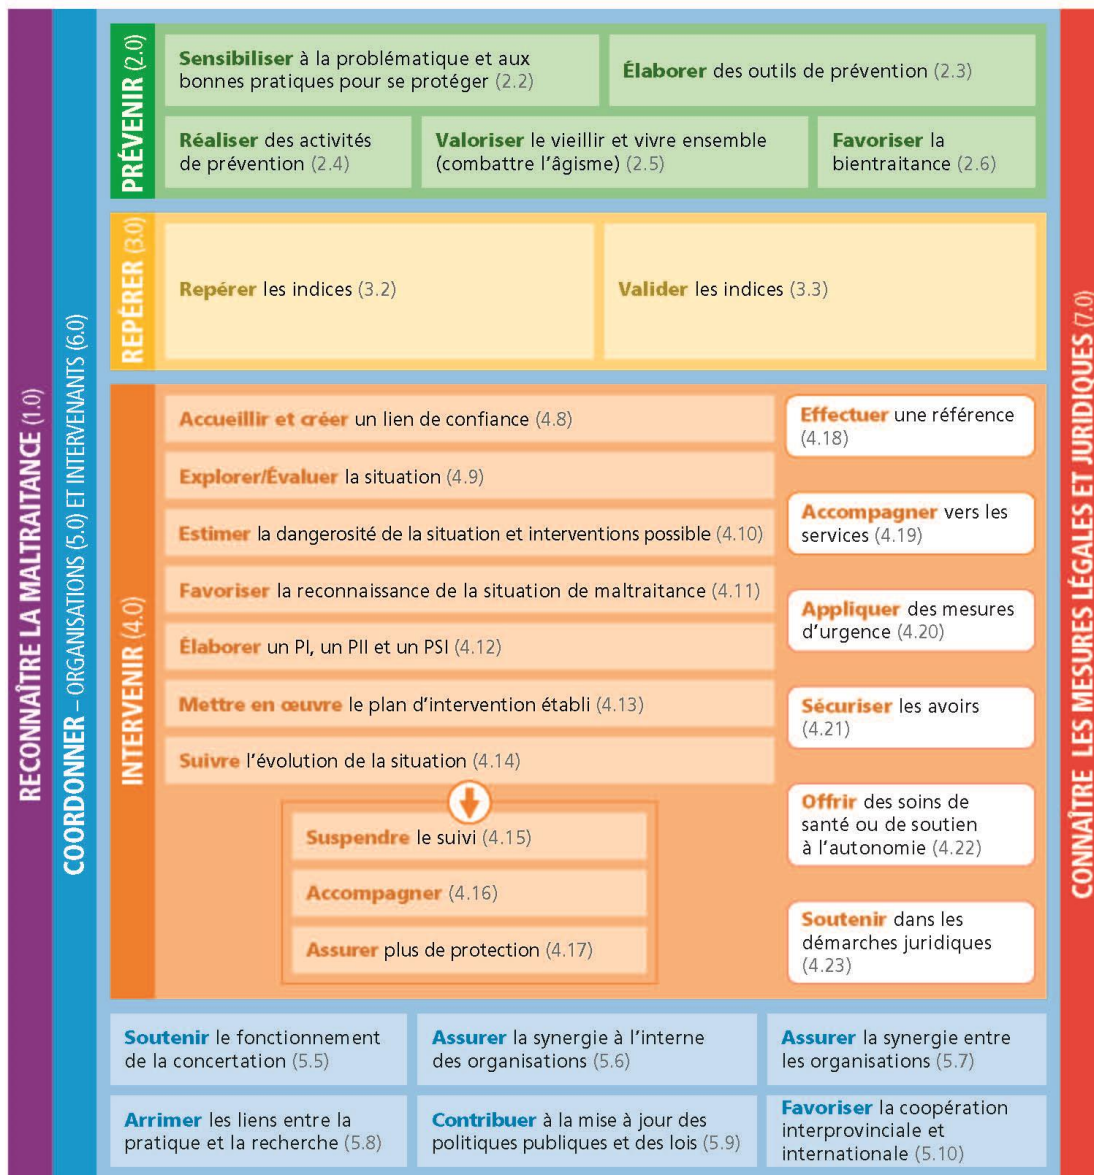 RECONNAÎTRE LA MALTRAITANCE (1.0)
COORDONNER – ORGANISATIONS (5.0) ET INTERVENANTS (6.0)
PRÉVENIR (2.0)
Sensibiliser à la problématique et aux
bonnes pratiques pour se protéger (2.2)
Élaborer des outils de prévention (2.3)
Réaliser des activités
de prévention (2.4)
Valoriser le vieillir et vivre ensemble
(combattre l'âgisme) (2.5)
Favoriser la
bientraitance (2.6)
REPÉRER (3.0)
Repérer les indices (3.2)
Valider les indices (3.3)
INTERVENIR (4.0)
Accueillir et créer un lien de confiance (4.8)
Explorer/Évaluer la situation (4.9)
Estimer la dangerosité de la situation et interventions possible (4.10)
Favoriser la reconnaissance de la situation de maltraitance (4.11)
Élaborer un PI, un PII et un PSI (4.12)
Mettre en œuvre le plan d'intervention établi (4.13)
Suivre l'évolution de la situation (4.14)
Suspendre le suivi (4.15)
Accompagner (4.16)
Assurer plus de protection (4.17)
Effectuer une référence
(4.18)
Accompagner vers les
services (4.19)
Appliquer des mesures
d'urgence (4.20)
Sécuriser les avoirs
(4.21)
Offrir des soins de
santé ou de soutien
à l'autonomie (4.22)
Soutenir dans les
démarches juridiques
(4.23)
Soutenir le fonctionnement
de la concertation (5.5)
Assurer la synergie à l'interne
des organisations (5.6)
Assurer la synergie entre
les organisations (5.7)
Arrimer les liens entre la
pratique et la recherche (5.8)
Contribuer à la mise à jour des
politiques publiques et des lois (5.9)
Favoriser la coopération
interprovinciale et
internationale (5.10)
CONNAÎTRE LES MESURES LÉGALES ET JURIDIQUES (7.0)